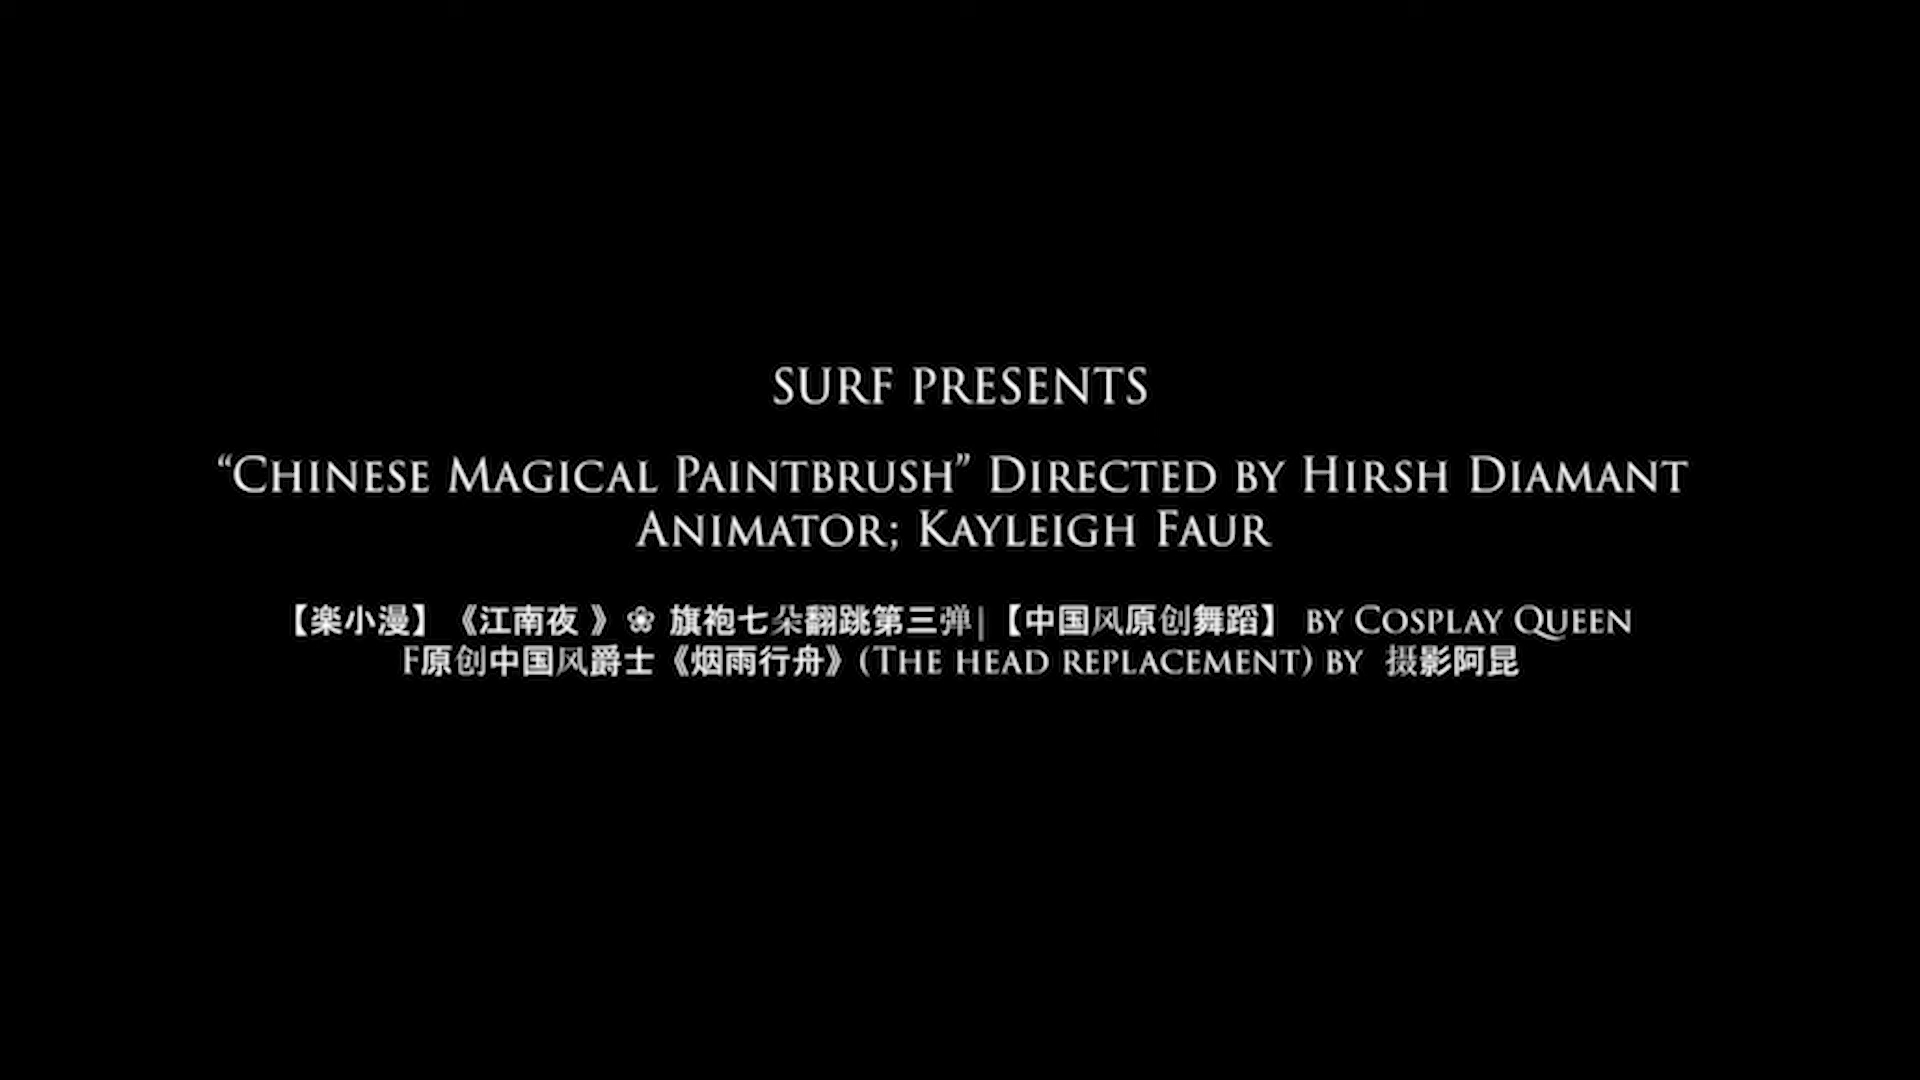 SURF PRESENTS
“Chinese Magical Paintbrush” Directed by Hirsh Diamant
Animator; Kayleigh Faur
【楽小漫】《江南夜 》❀ 旗袍七朵翻跳第三弹|【中国风原创舞蹈】 by Cosplay Queen
F原创中国风爵士《烟雨行舟》(The head replacement) by 摄影阿昆